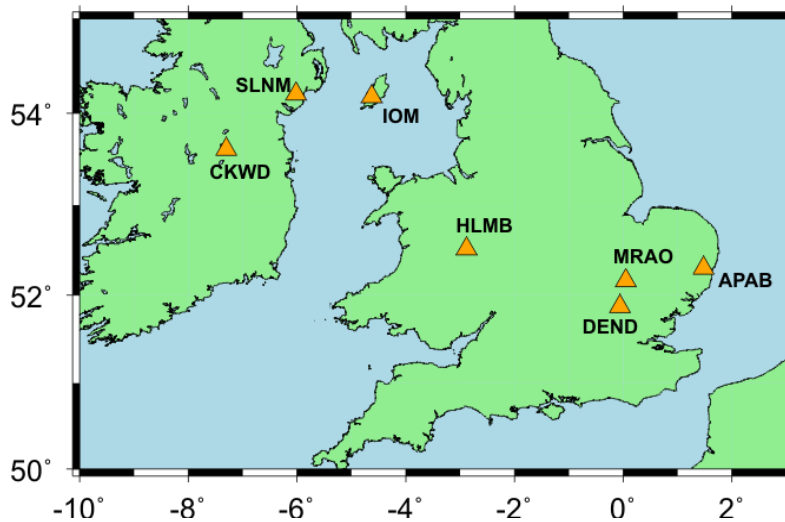 SLNM
54°
IOM
CKWD
HLMB
MRAO
APAB
52°
DEND
50°
-10° -8° -6° -4° -2° 0° 2°